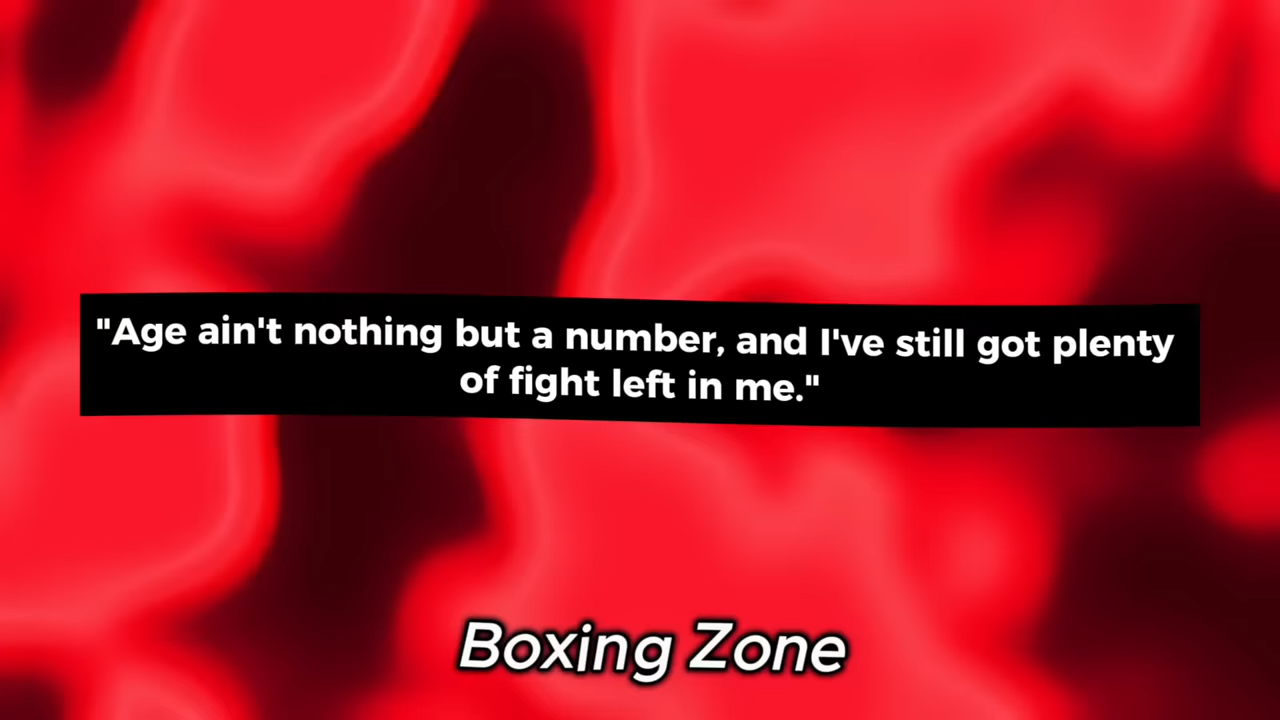 "Age ain't nothing but a number, and I've still got plenty
of fight left in me."
Boxing Zone